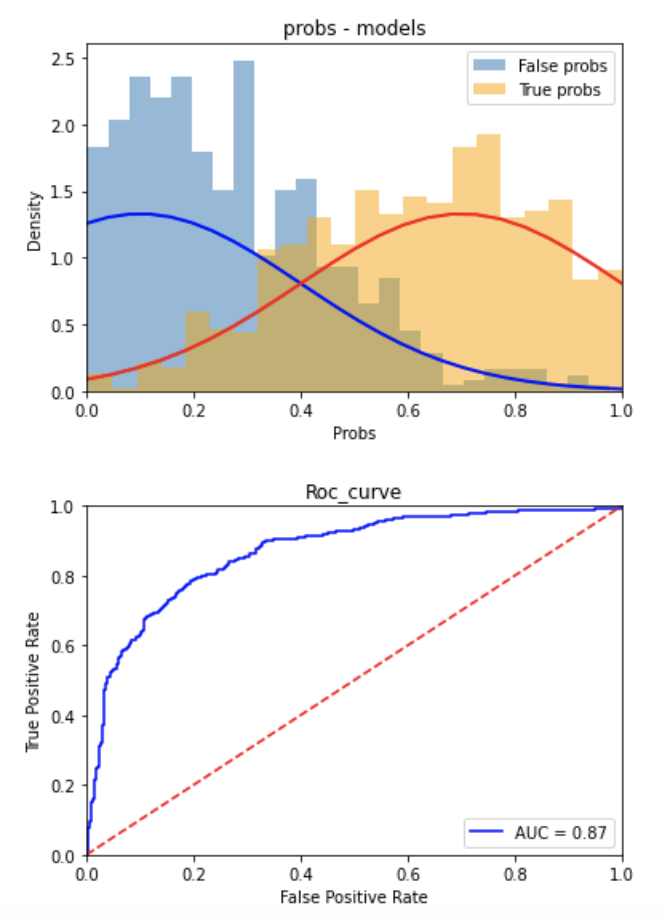 probs - models
2.5
2.0
1.5
1.0
0.5
0.0
Density
False probs
True probs
0.0 0.2 0.4 0.6 0.8 1.0
Probs
Roc_curve
1.0
0.8
0.6
0.4
0.2
0.0
True Positive Rate
AUC = 0.87
0.0 0.2 0.4 0.6 0.8 1.0
False Positive Rate